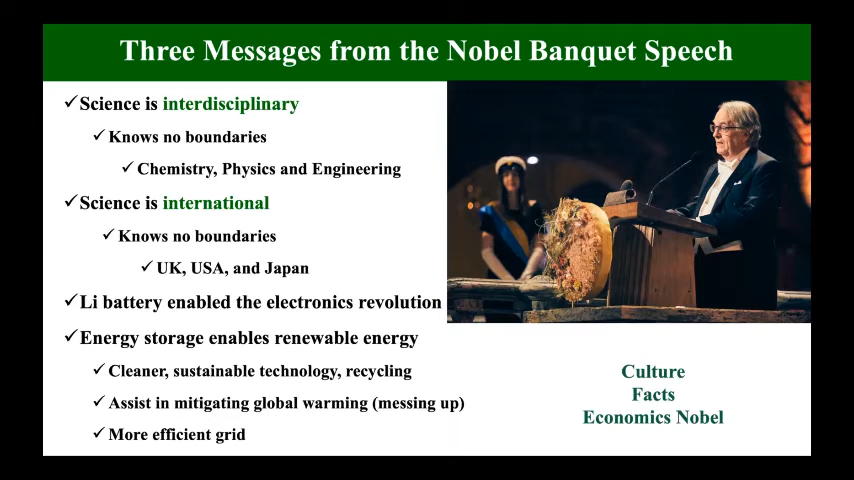 Three Messages from the Nobel Banquet Speech
✓Science is interdisciplinary
✓Knows no boundaries
✓Chemistry, Physics and Engineering
✓Science is international
✓Knows no boundaries
✓UK, USA, and Japan
✓Li battery enabled the electronics revolution
✓Energy storage enables renewable energy
✓Cleaner, sustainable technology, recycling
✓Assist in mitigating global warming (messing up)
✓More efficient grid
Culture
Facts
Economics Nobel